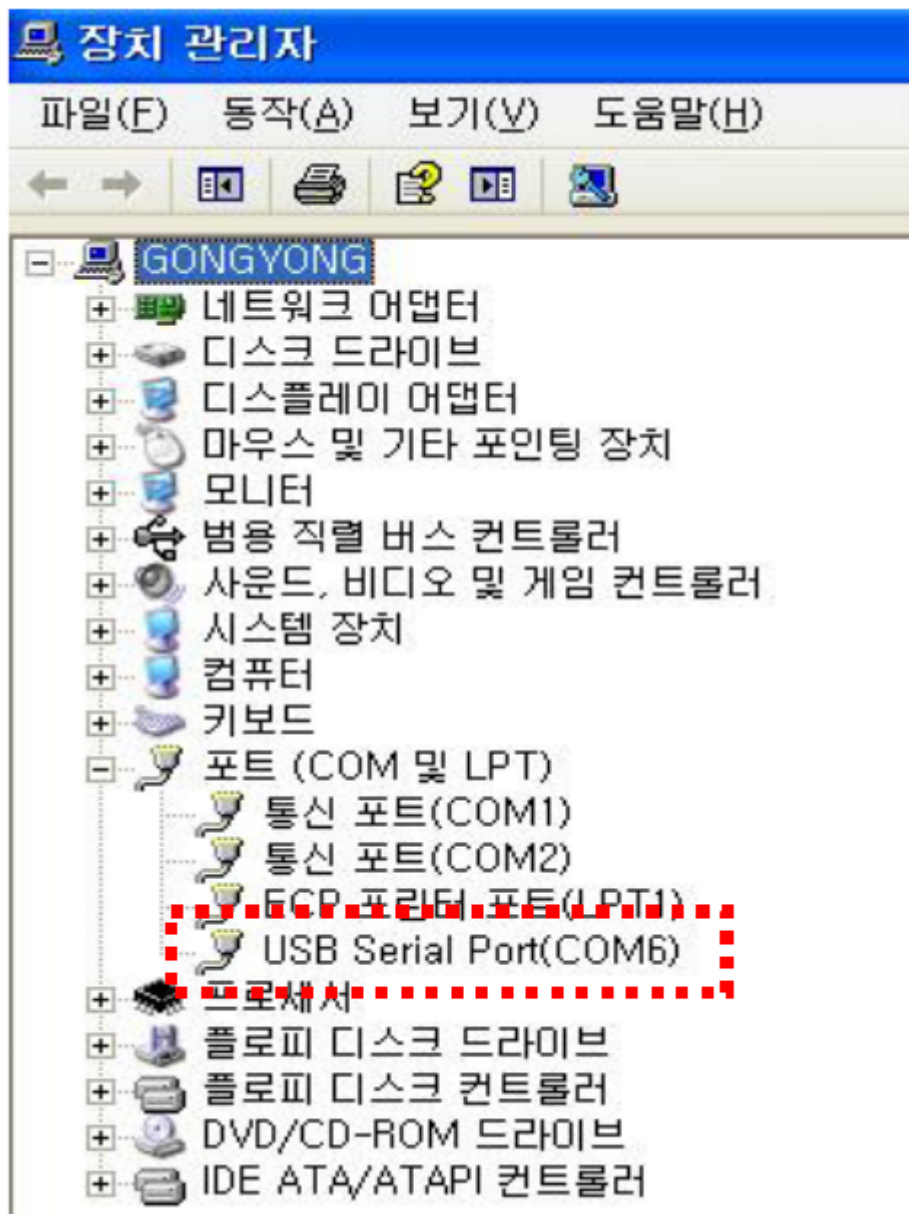 장치 관리자
파일(F) 동작(A) 보기(V) 도움말(H)
GONGYONG
네트워크 어댑터
디스크 드라이브
디스플레이 어댑터
마우스 및 기타 포인팅 장치
모니터
범용 직렬 버스 컨트롤러
사운드, 비디오 및 게임 컨트롤러
시스템 장치
컴퓨터
키보드
포트 (COM 및 LPT)
통신 포트(COM1)
통신 포트(COM2)
ECP 프린터 포트(LPT1)
USB Serial Port(COM6)
프로세서
플로피 디스크 드라이브
플로피 디스크 컨트롤러
DVD/CD-ROM 드라이브
IDE ATA/ATAPI 컨트롤러